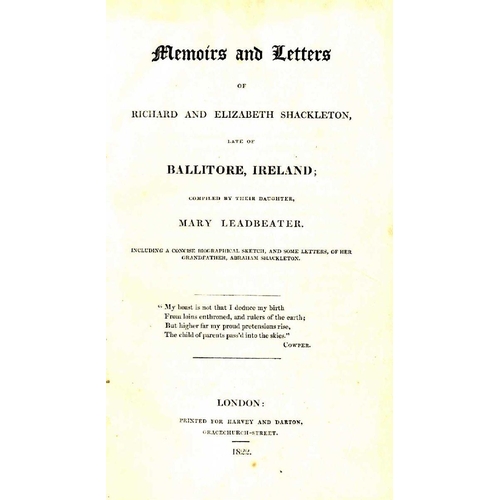 Memoirs and Letters
OF
RICHARD AND ELIZABETH SHACKLETON,
LATE OF
BALLITORE, IRELAND;
COMPILED BY THEIR DAUGHTER,
MARY LEADBEATER.
INCLUDING A CONCISE BIOGRAPHICAL SKETCH, AND SOME LETTERS, OF HER
GRANDFATHER, ABRAHAM SHACKLETON.
" My boast is not that I deduce my birth
From loins enthroned, and rulers of the earth;
But higher far my proud pretensions rise,
The child of parents pass'd into the skies."
COWPER.
LONDON:
PRINTED FOR HARVEY AND DARTON,
GRACECHURCH-STREET.
1822.